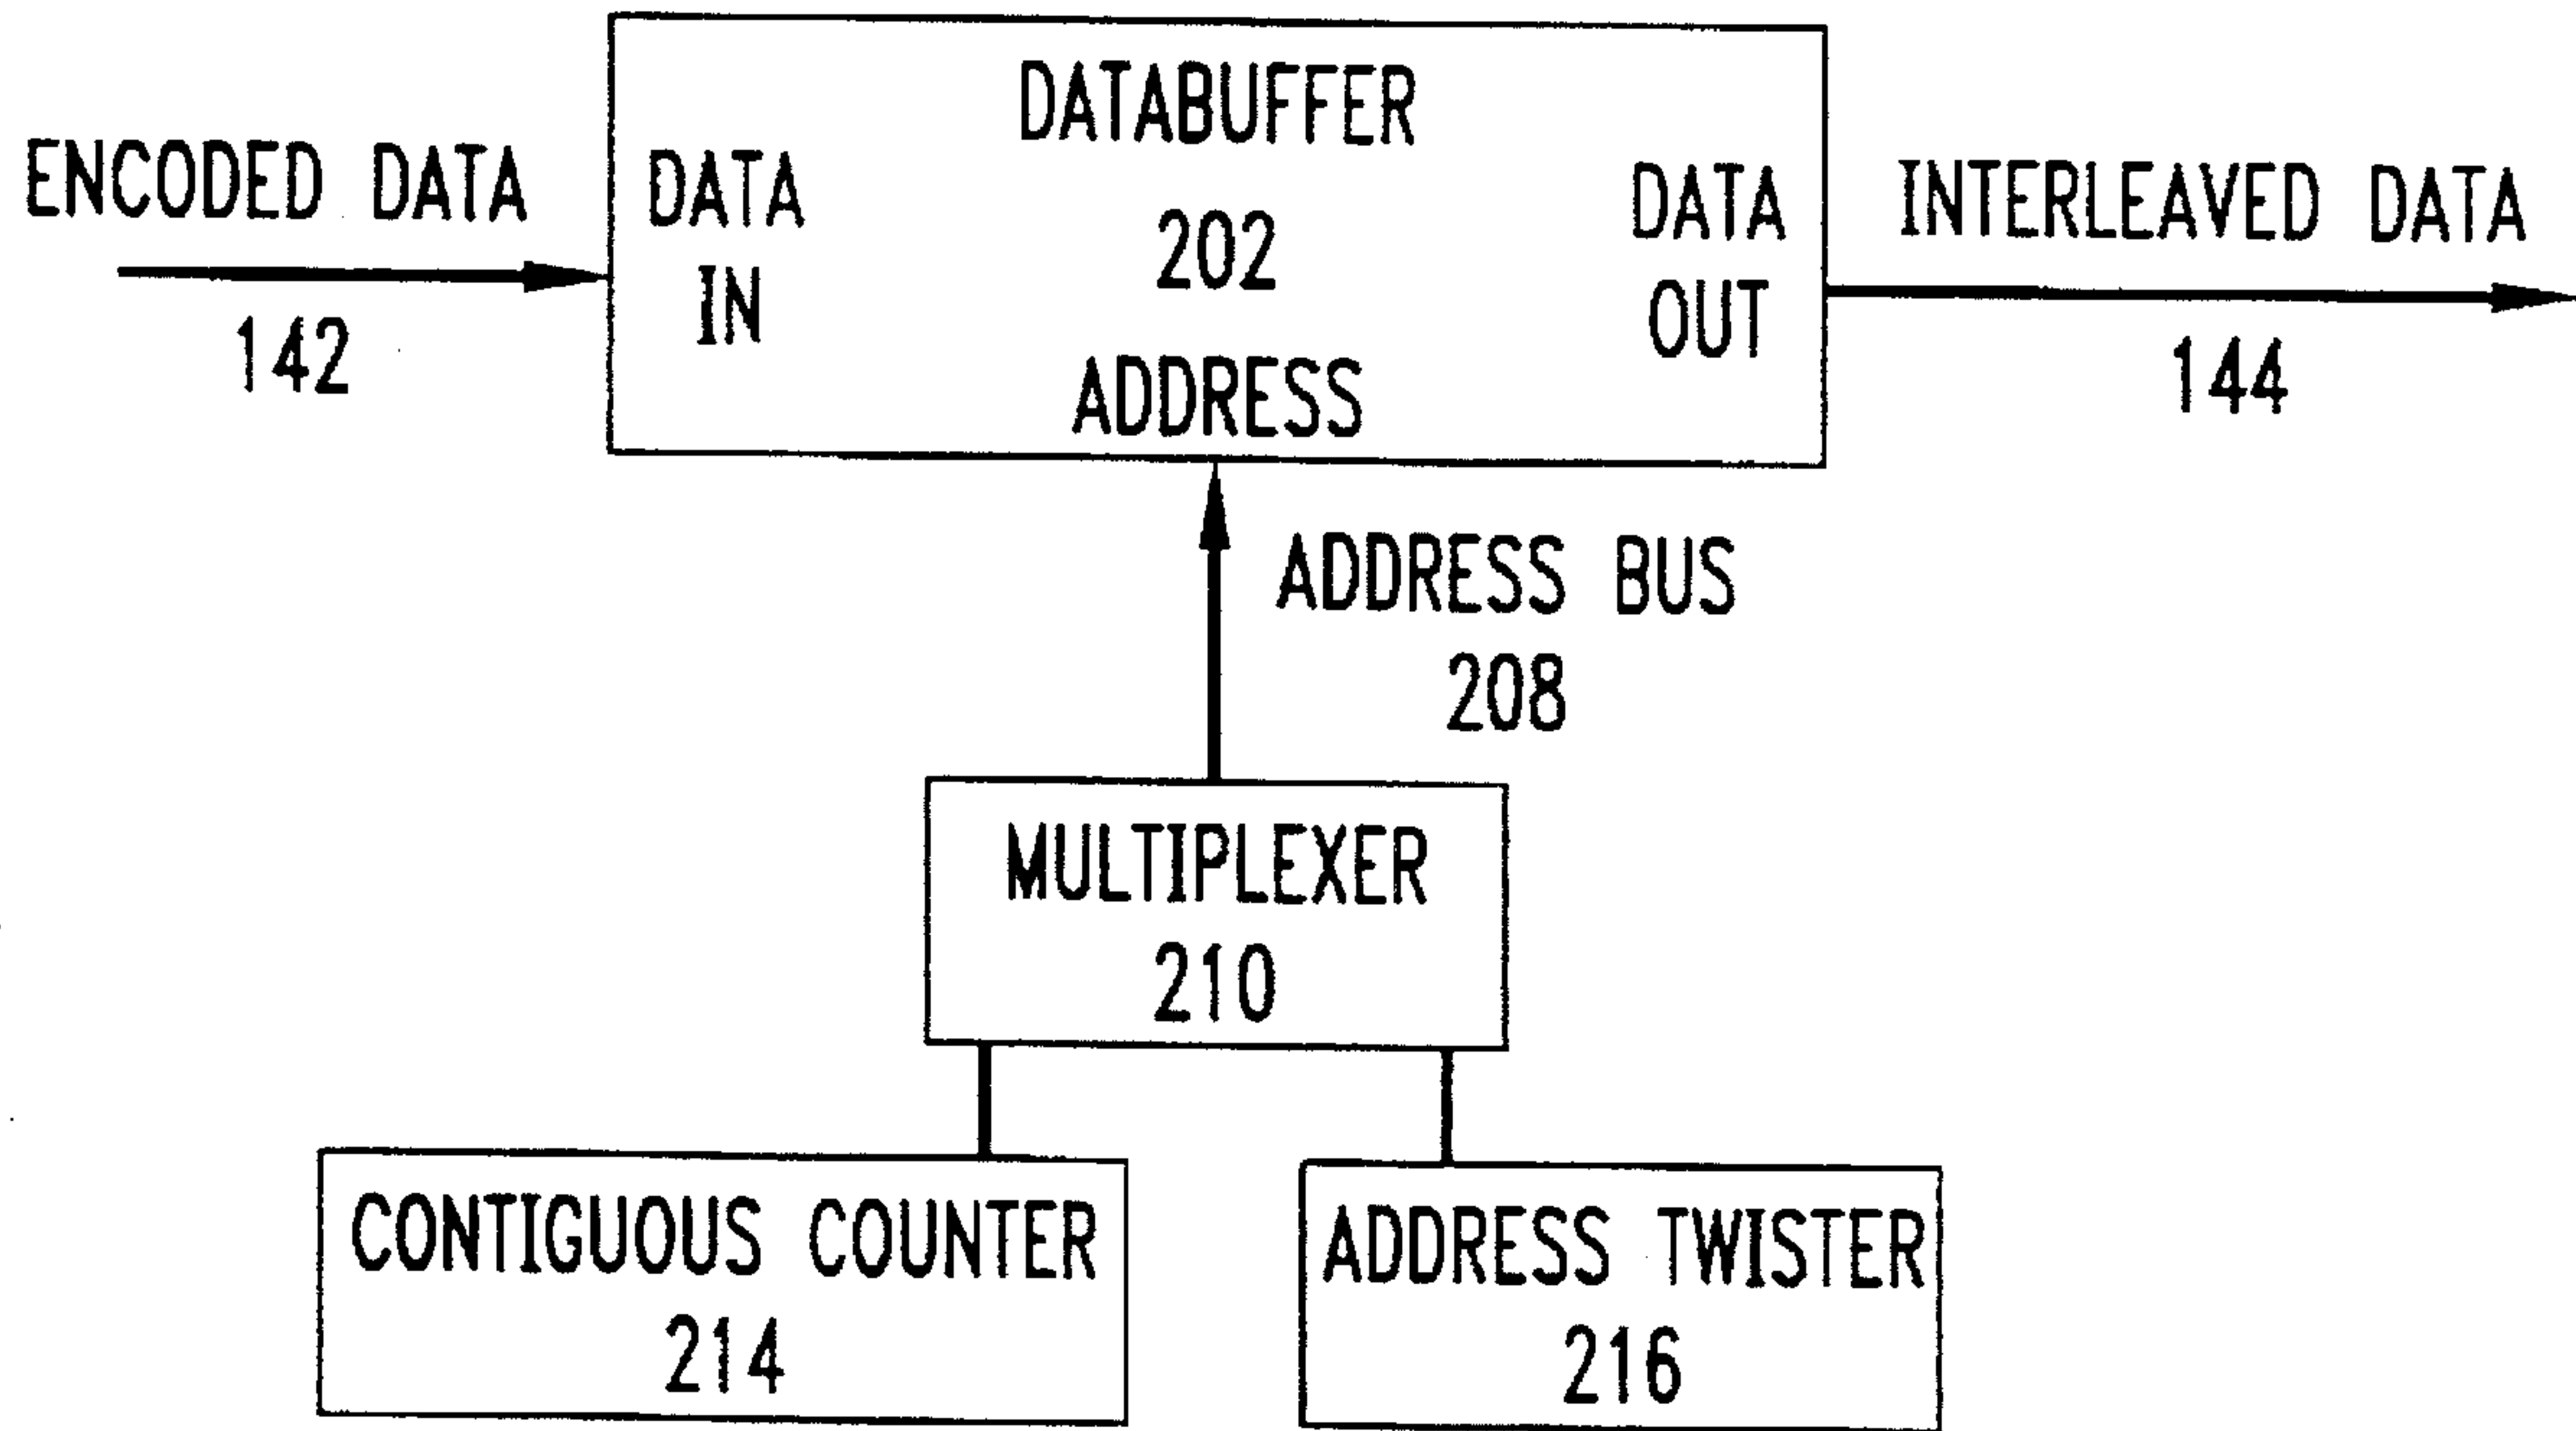 ENCODED DATA
142
DATABUFFER
202
DATA
IN
ADDRESS
DATA
OUT
INTERLEAVED DATA
144
ADDRESS BUS
208
MULTIPLEXER
210
CONTIGUOUS COUNTER
214
ADDRESS TWISTER
216